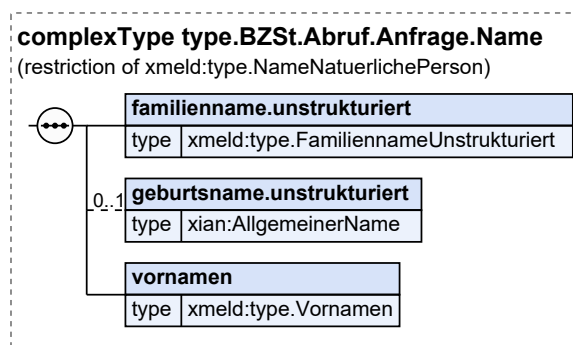 complexType type.BZSt.Abruf.Anfrage.Name
(restriction of xmeld:type.NameNatuerlichePerson)
familienname.unstrukturiert
type xmeld:type.FamiliennameUnstrukturiert
0..1 geburtsname.unstrukturiert
type xian:AllgemeinerName
vornamen
type xmeld:type.Vornamen